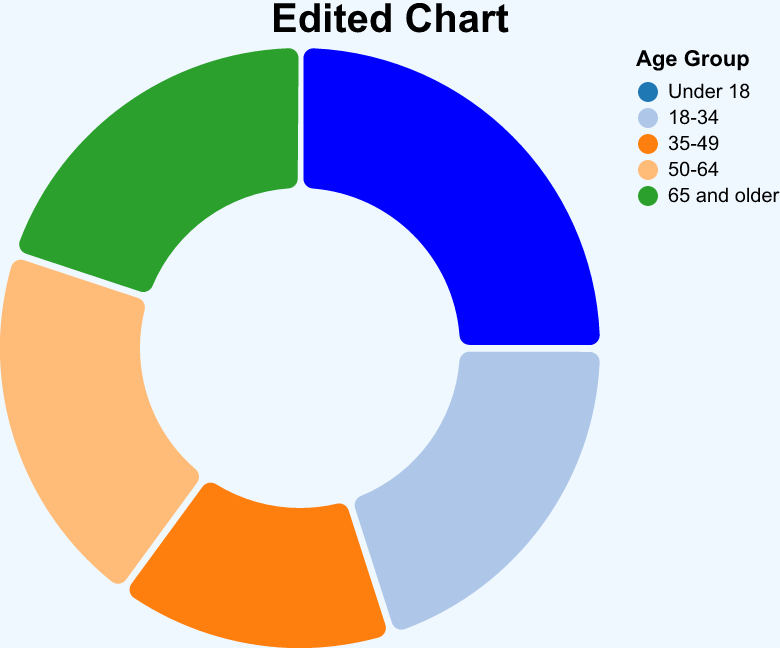 Edited Chart
Age Group
Under 18
18-34
35-49
50-64
65 and older